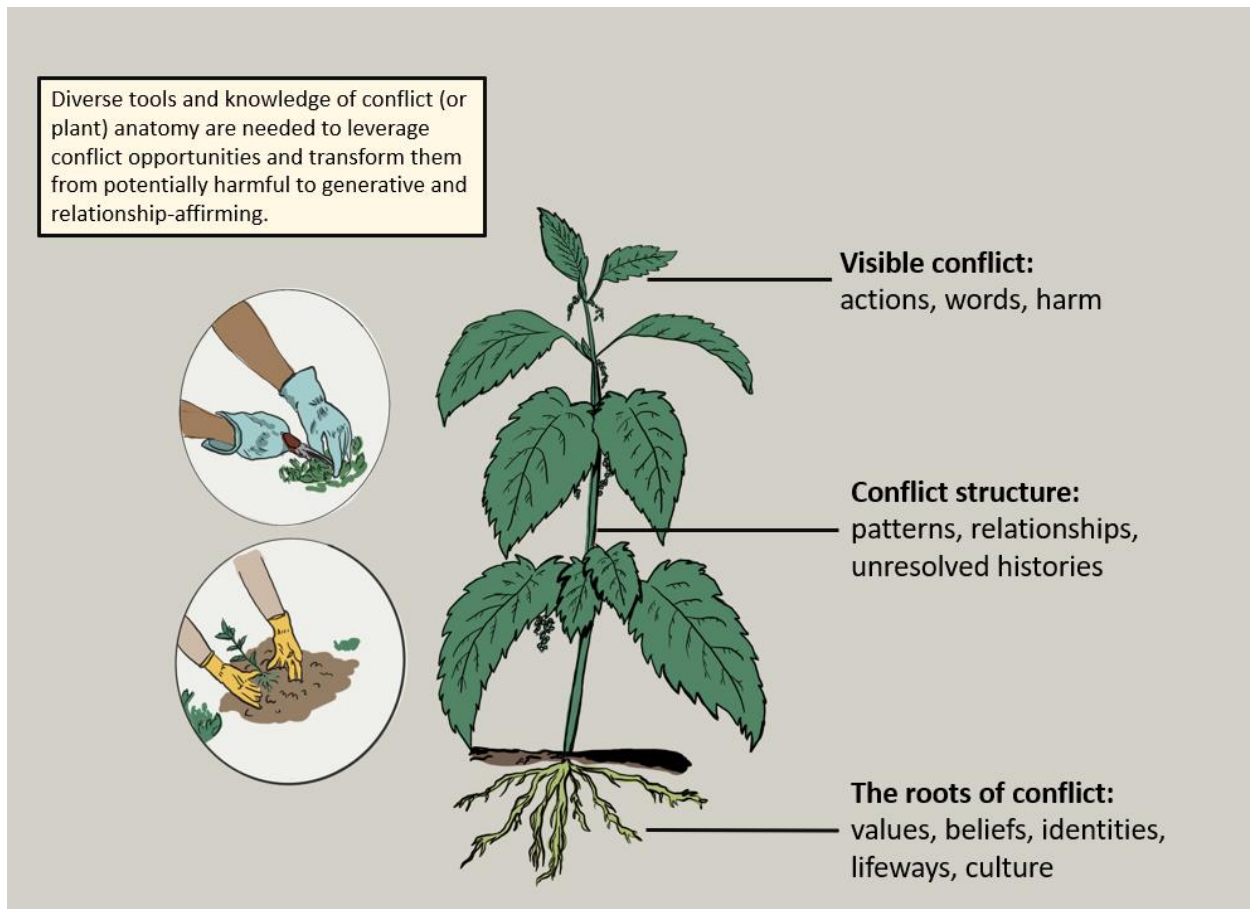 Diverse tools and knowledge of conflict (or
plant) anatomy are needed to leverage
conflict opportunities and transform them
from potentially harmful to generative and
relationship-affirming.
Visible conflict:
actions, words, harm
Conflict structure:
patterns, relationships,
unresolved histories
The roots of conflict:
values, beliefs, identities,
lifeways, culture